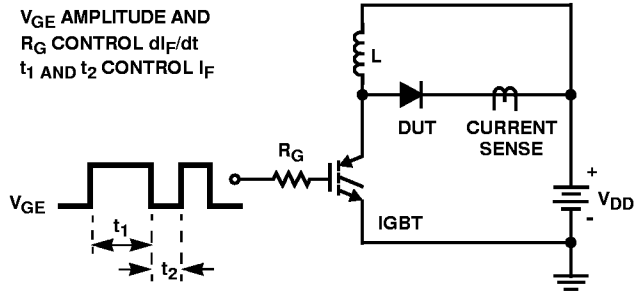 VGE AMPLITUDE AND
RG CONTROL dIF/dt
t1 AND t2 CONTROL IF
L
DUT
CURRENT
SENSE
RG
VGE
t1
t2
IGBT
+
VDD
-